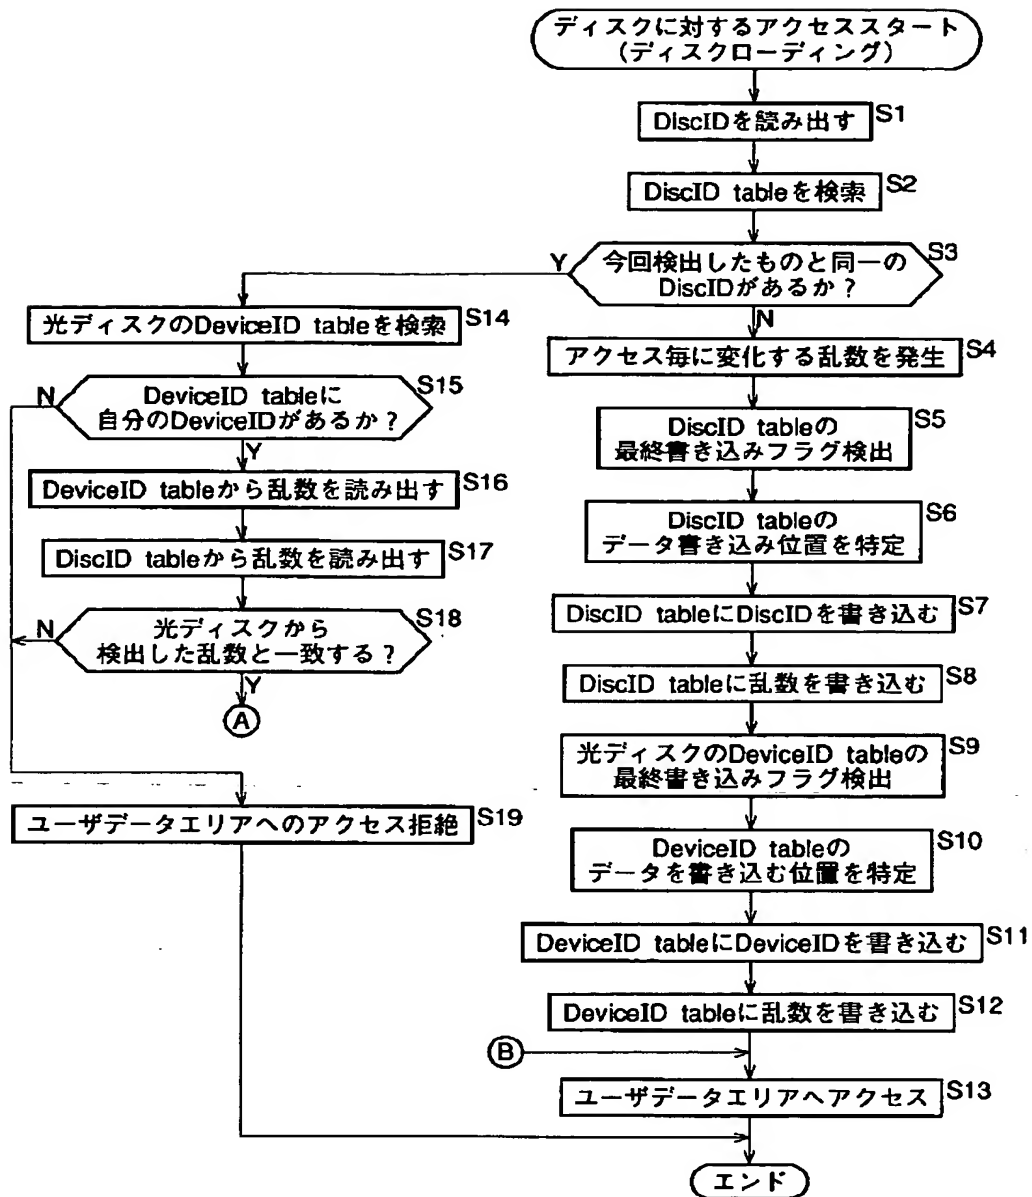 ディスクに対するアクセススタート
(ディスクローディング)
DiscIDを読み出す
S1
DiscID tableを検索
S2
今回検出したものと同一の
DiscIDがあるか？
S3
Y
N
アクセス毎に変化する乱数を発生
S4
DiscID tableの
最終書き込みフラグ検出
S5
DiscID tableの
データ書き込み位置を特定
S6
DiscID tableにDiscIDを書き込む
S7
DiscID tableに乱数を書き込む
S8
光ディスクのDeviceID tableの
最終書き込みフラグ検出
S9
DeviceID tableの
データを書き込む位置を特定
S10
DeviceID tableにDeviceIDを書き込む
S11
DeviceID tableに乱数を書き込む
S12
B
ユーザデータエリアへアクセス
S13
エンド
光ディスクのDeviceID tableを検索
S14
DeviceID tableに
自分のDeviceIDがあるか？
S15
N
Y
DeviceID tableから乱数を読み出す
S16
DiscID tableから乱数を読み出す
S17
光ディスクから
検出した乱数と一致する？
S18
N
Y
A
ユーザデータエリアへのアクセス拒絶
S19